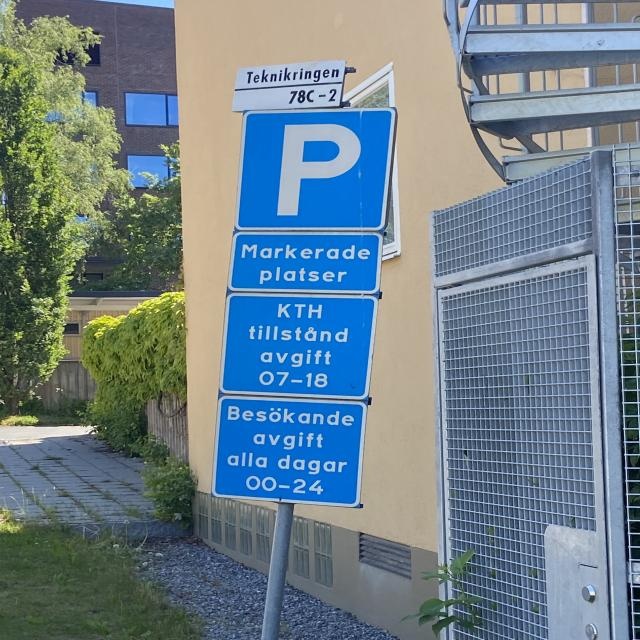 Teknikringen
78C-2
P
Markerade
platser
KTH
tillstånd
avgift
07-18
Besökande
avgift
alla dagar
00-24